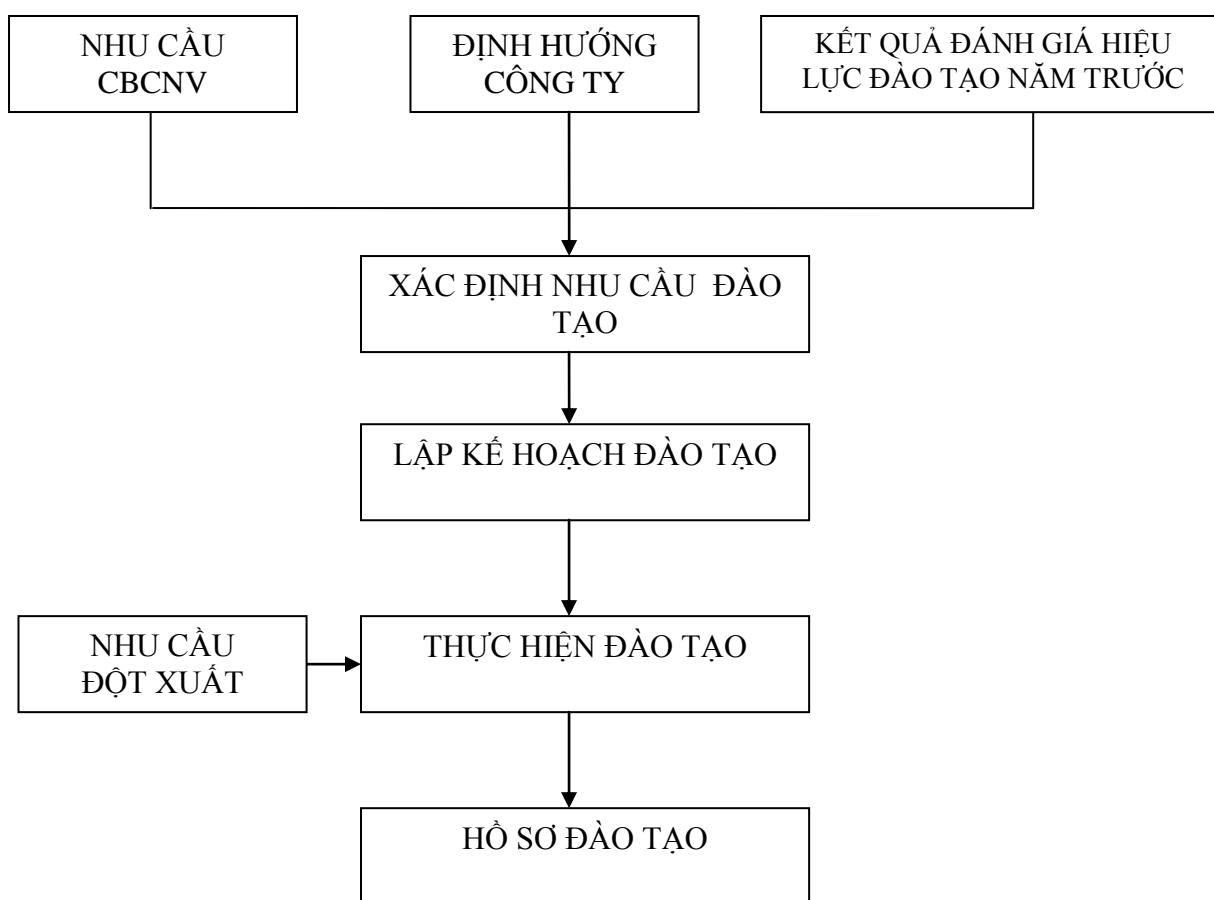 NHU CẦU
CBCNV
ĐỊNH HƯỚNG
CÔNG TY
KẾT QUẢ ĐÁNH GIÁ HIỆU
LỰC ĐÀO TẠO NĂM TRƯỚC
XÁC ĐỊNH NHU CẦU ĐÀO
TẠO
LẬP KẾ HOẠCH ĐÀO TẠO
NHU CẦU
ĐỘT XUẤT
THỰC HIỆN ĐÀO TẠO
HỒ SƠ ĐÀO TẠO